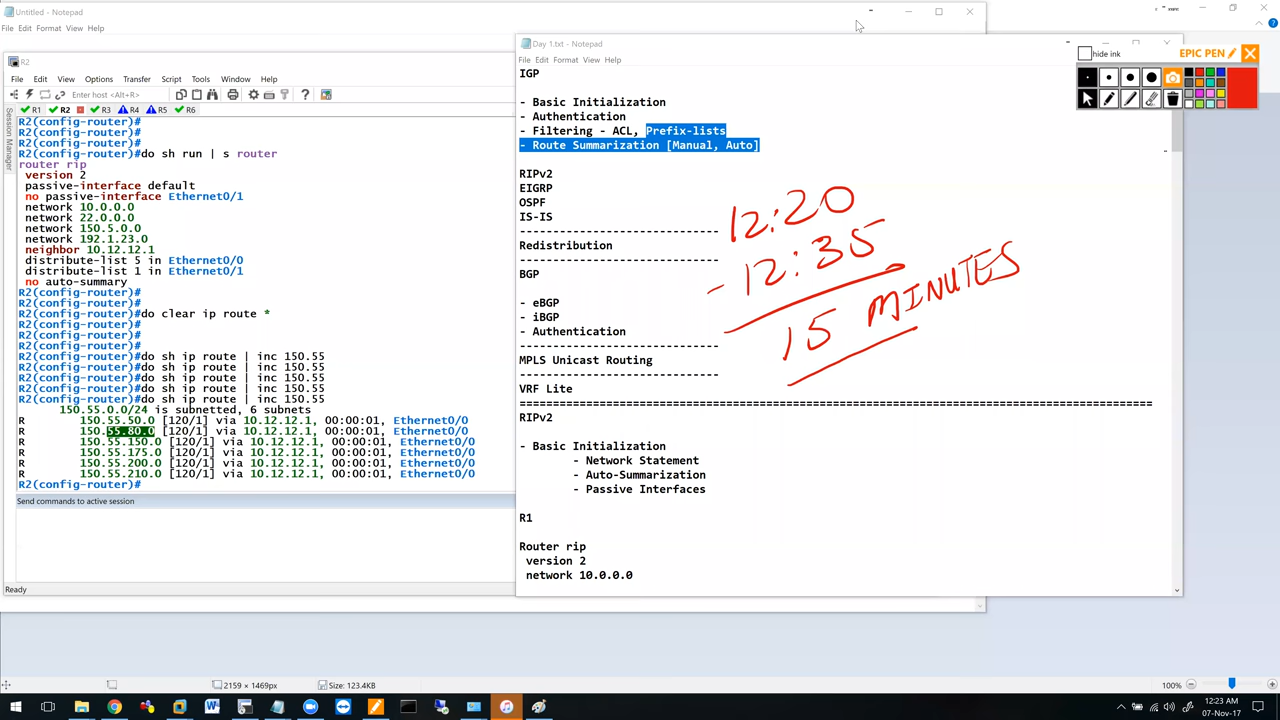 Untitled - Notepad
File Edit Format View Help
R2
File Edit View Options Transfer Script Tools Window Help
Enter host <Alt+R>
R1 R2 R3 R4 R5 R6
Session Manager
R2(config-router)#
R2(config-router)#
R2(config-router)#
R2(config-router)#do sh run | s router
router rip
version 2
passive-interface default
no passive-interface Ethernet0/1
network 10.0.0.0
network 22.0.0.0
network 150.5.0.0
network 192.1.23.0
neighbor 10.12.12.1
distribute-list 5 in Ethernet0/0
distribute-list 1 in Ethernet0/1
no auto-summary
R2(config-router)#
R2(config-router)#
R2(config-router)#do clear ip route *
R2(config-router)#
R2(config-router)#
R2(config-router)#
R2(config-router)#do sh ip route | inc 150.55
R2(config-router)#do sh ip route | inc 150.55
R2(config-router)#do sh ip route | inc 150.55
R2(config-router)#do sh ip route | inc 150.55
R2(config-router)#do sh ip route | inc 150.55
150.55.0.0/24 is subnetted, 6 subnets
R 150.55.50.0 [120/1] via 10.12.12.1, 00:00:01, Ethernet0/0
R 150.55.80.0 [120/1] via 10.12.12.1, 00:00:01, Ethernet0/0
R 150.55.150.0 [120/1] via 10.12.12.1, 00:00:01, Ethernet0/0
R 150.55.175.0 [120/1] via 10.12.12.1, 00:00:01, Ethernet0/0
R 150.55.200.0 [120/1] via 10.12.12.1, 00:00:01, Ethernet0/0
R 150.55.210.0 [120/1] via 10.12.12.1, 00:00:01, Ethernet0/0
R2(config-router)#
Send commands to active session
Ready
Day 1.txt - Notepad
File Edit Format View Help
IGP
- Basic Initialization
- Authentication
- Filtering - ACL, Prefix-lists
- Route Summarization [Manual, Auto]
RIPv2
EIGRP
OSPF
IS-IS
----------------------------
Redistribution
----------------------------
BGP
- eBGP
- iBGP
- Authentication
----------------------------
MPLS Unicast Routing
----------------------------
VRF Lite
=========================================================================================
RIPv2
- Basic Initialization
- Network Statement
- Auto-Summarization
- Passive Interfaces
R1
Router rip
version 2
network 10.0.0.0
12:20
- 12:35
15 MINUTES
hide ink
EPIC PEN
2159 × 1469px
Size: 123.4KB
100%
12:23 AM
07-Nov-17